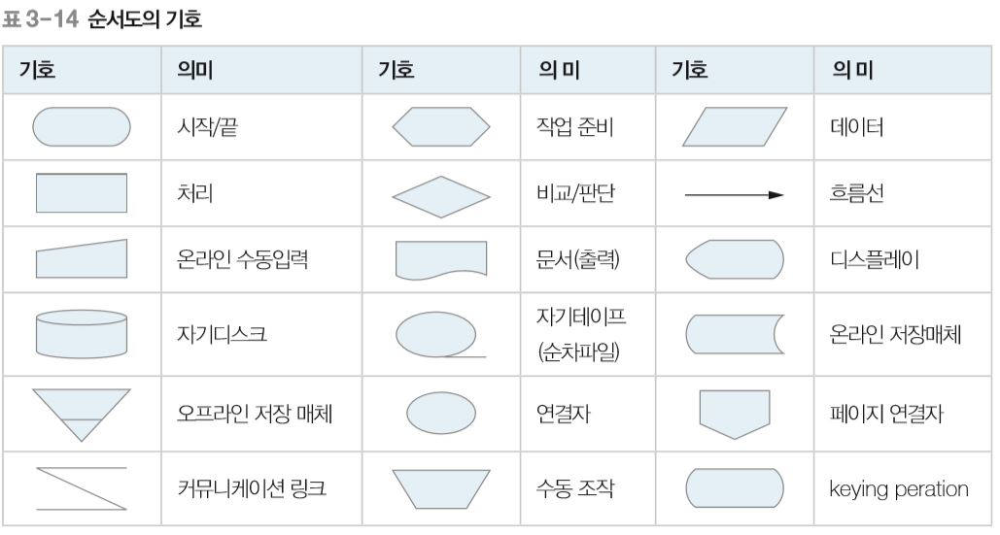 표 3-14 순서도의 기호
기호 의미 기호 의 미 기호 의 미
시작/끝 작업 준비 데이터
처리 비교/판단 흐름선
온라인 수동입력 문서(출력) 디스플레이
자기디스크 자기테이프 온라인 저장매체
(순차파일)
오프라인 저장 매체 연결자 페이지 연결자
커뮤니케이션 링크 수동 조작 keying peration